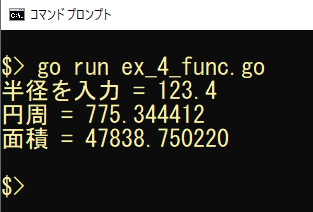 コマンドプロンプト
$> go run ex_4_func.go
半径を入力 = 123.4
円周 = 775.344412
面積 = 47838.750220
$>